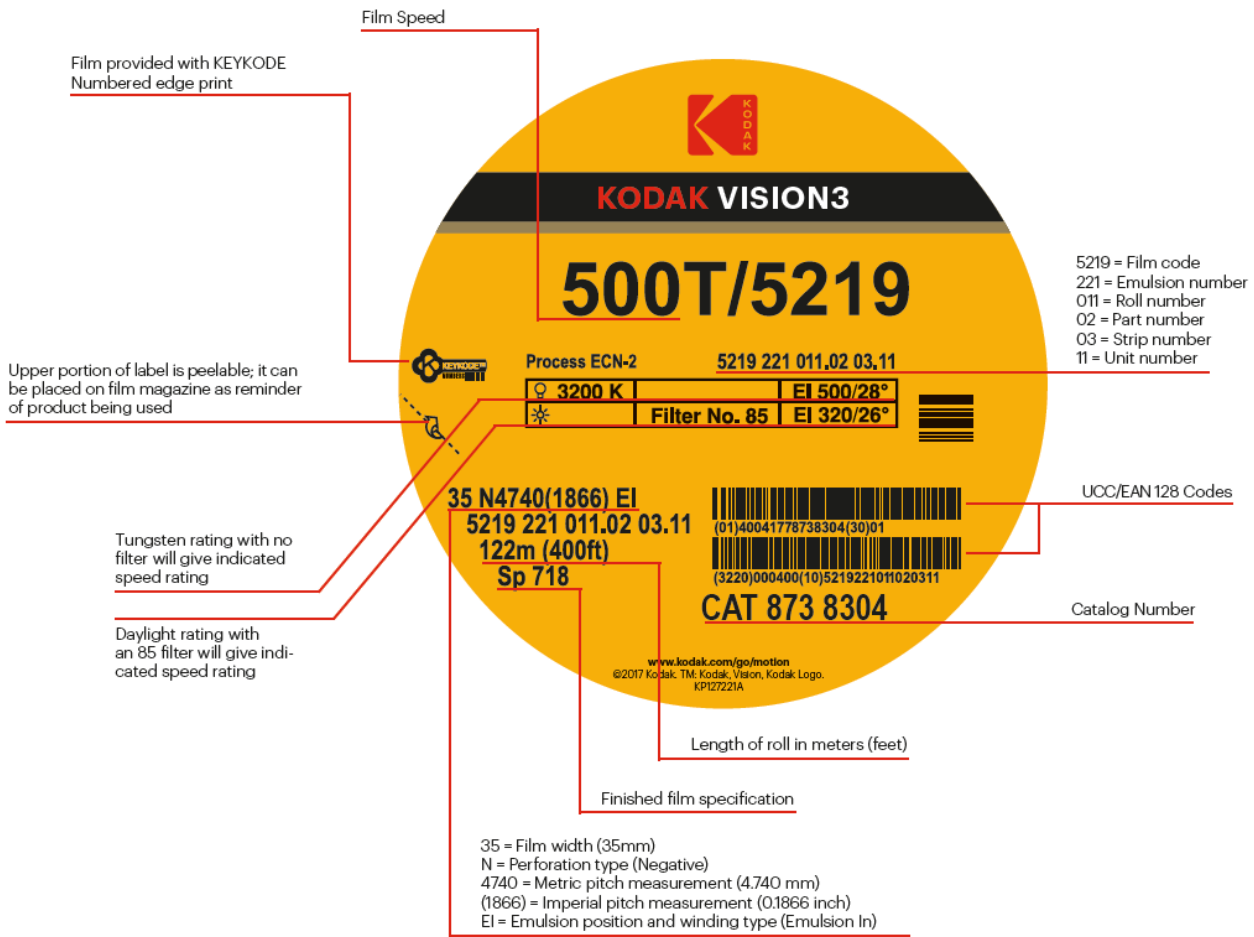 Film Speed
Film provided with KEYKODE
Numbered edge print
KODAK
KODAK VISION3
500T/5219
5219 = Film code
221 = Emulsion number
011 = Roll number
02 = Part number
03 = Strip number
11 = Unit number
KEYKODE™
NUMBERS
Process ECN-2
5219 221 011.02 03.11
Upper portion of label is peelable; it can
be placed on film magazine as reminder
of product being used
3200 K EI 500/28°
Filter No. 85 EI 320/26°
35 N4740(1866) EI
5219 221 011.02 03.11
122m (400ft)
Sp 718
UCC/EAN 128 Codes
(01)40041778738304(30)01
(3220)000400(10)5219221011020311
CAT 873 8304
Catalog Number
Tungsten rating with no
filter will give indicated
speed rating
Daylight rating with
an 85 filter will give indi-
cated speed rating
www.kodak.com/go/motion
©2017 Kodak. TM: Kodak, Vision, Kodak Logo.
KP127221A
Length of roll in meters (feet)
Finished film specification
35 = Film width (35mm)
N = Perforation type (Negative)
4740 = Metric pitch measurement (4.740 mm)
(1866) = Imperial pitch measurement (0.1866 inch)
EI = Emulsion position and winding type (Emulsion In)